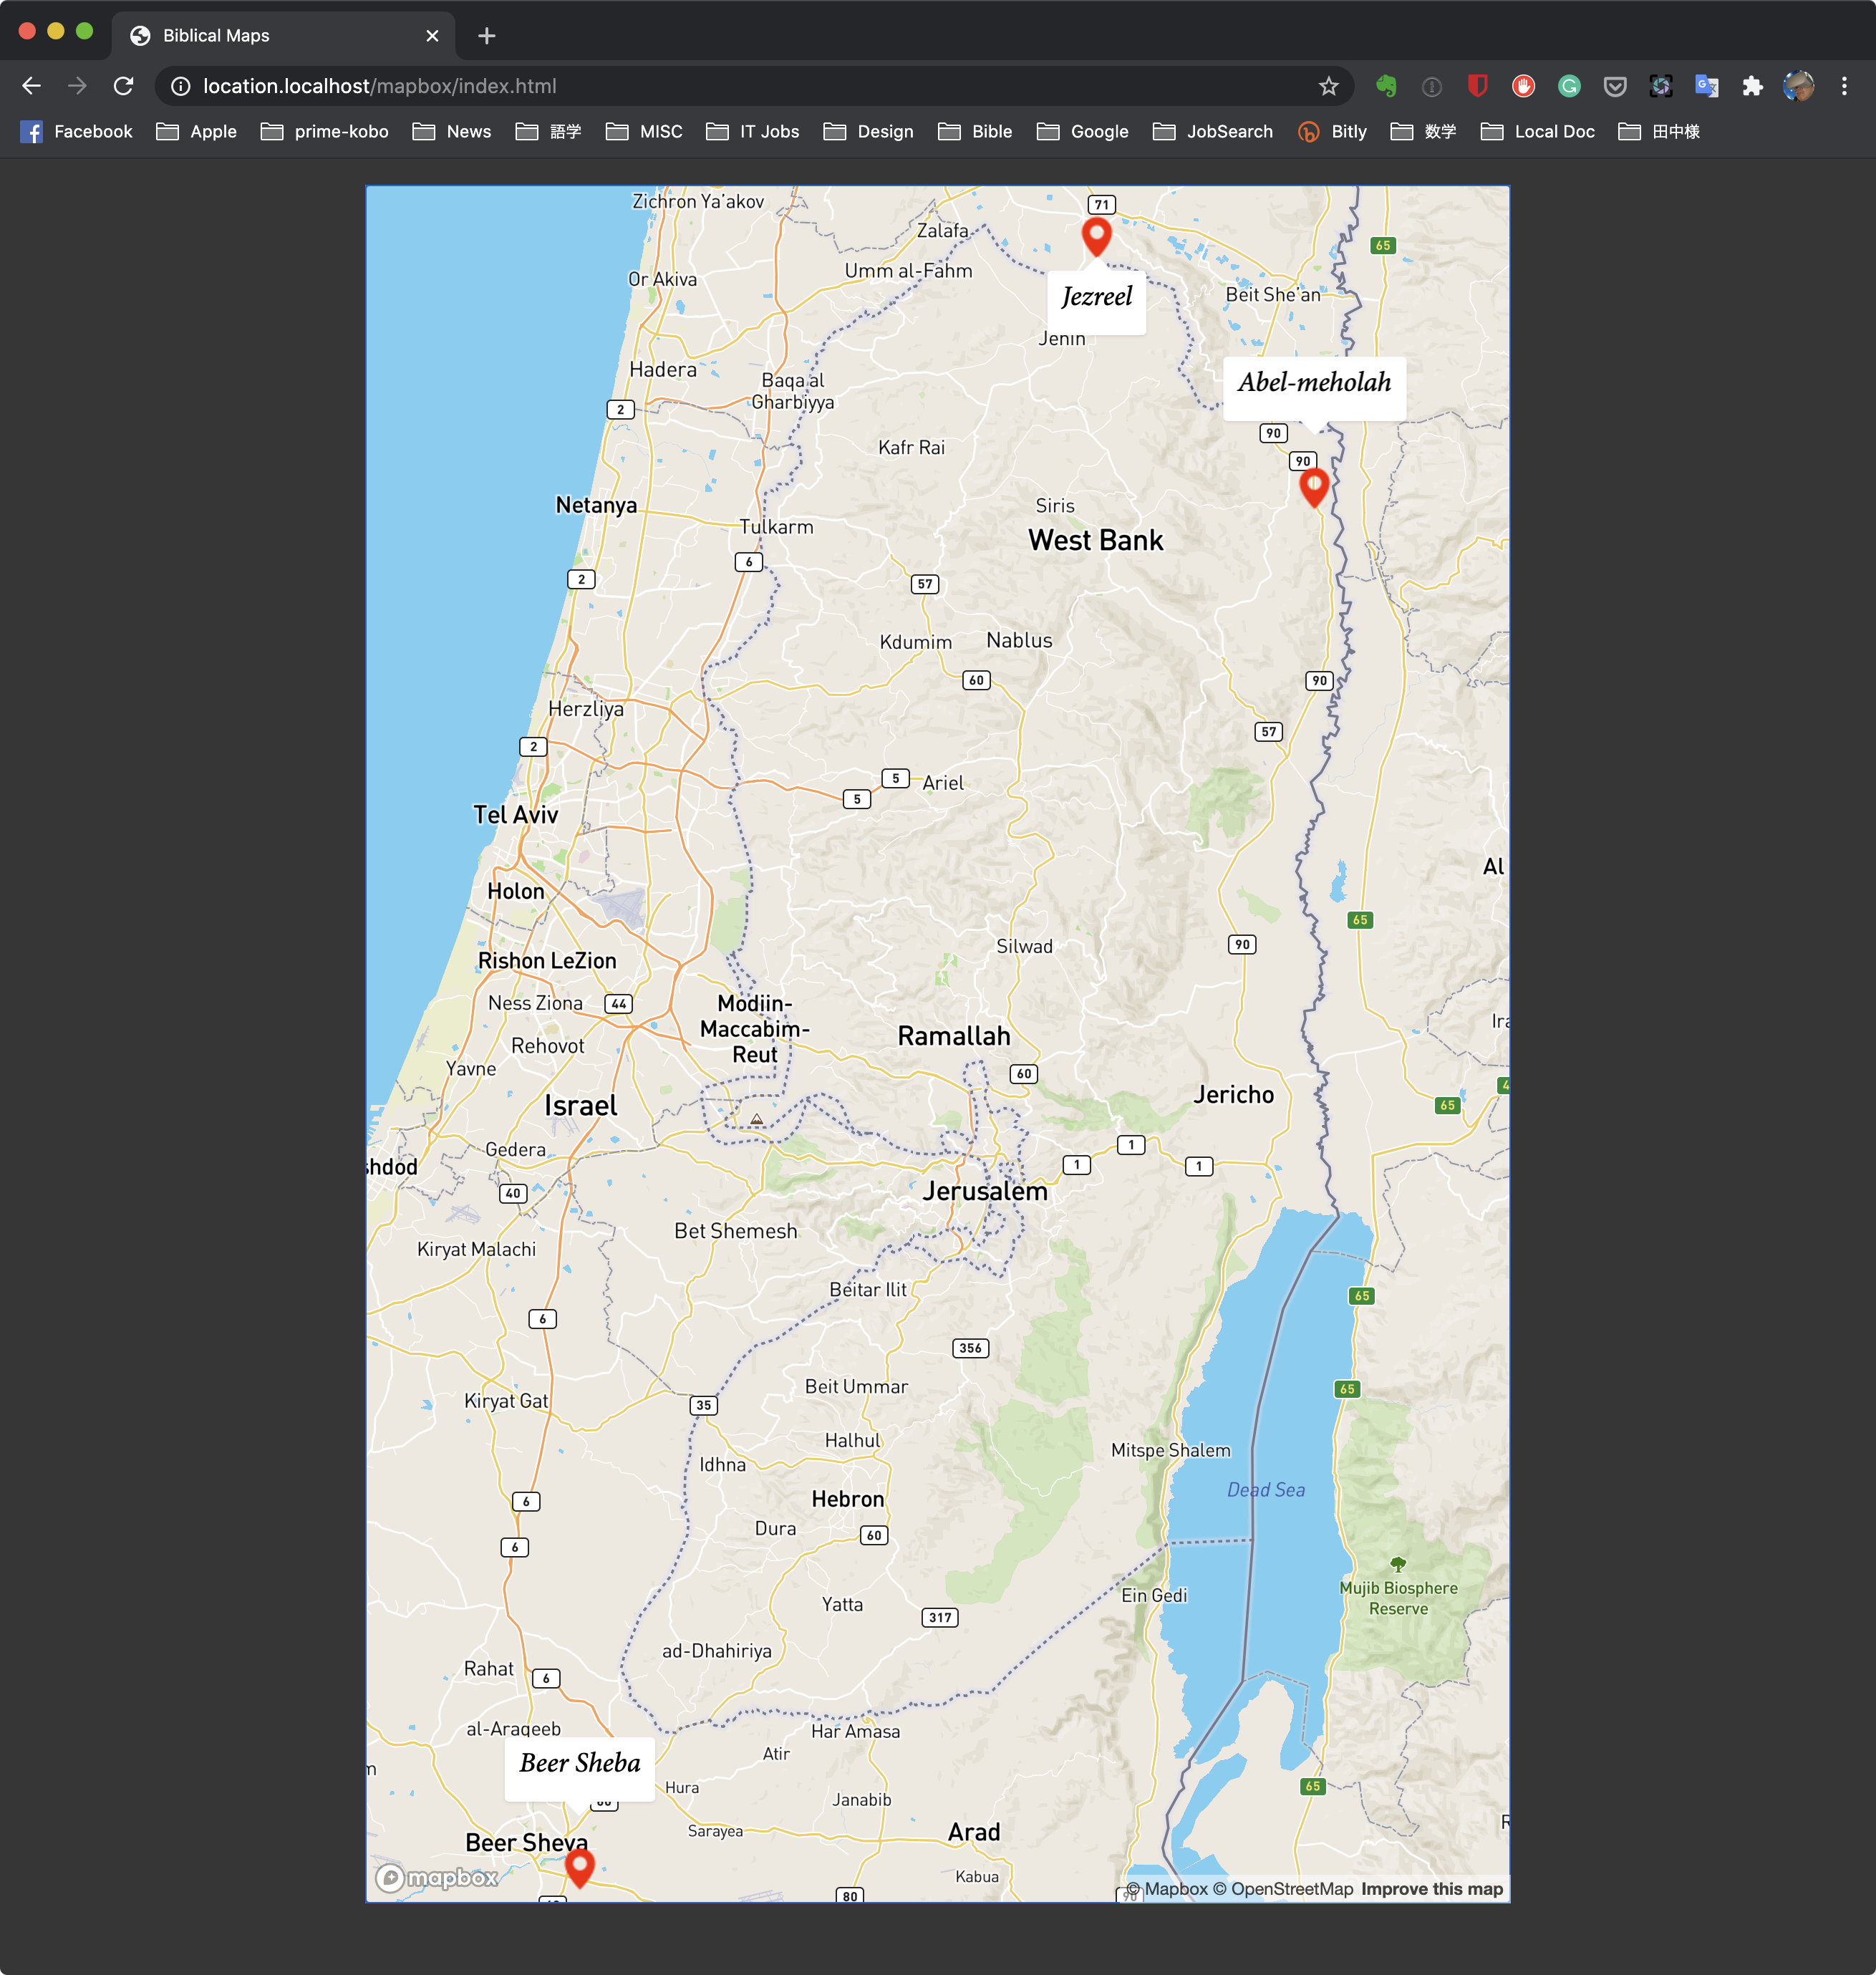 Biblical Maps
location.localhost/mapbox/index.html
Facebook Apple prime-kobo News 語学 MISC IT Jobs Design Bible Google JobSearch Bitly 数学 Local Doc 田中様
Zichron Ya'akov
71
Zalafa
65
Umm al-Fahm
Or Akiva
Jezreel
Beit She'an
Jenin
Hadera
Baqa al
Gharbiyya
Abel-meholah
2
90
Kafr Rai
90
Netanya
Siris
Tulkarm
West Bank
6
2
57
Kdumim
Nablus
60
90
Herzliya
57
2
5
Ariel
5
Tel Aviv
Al
Holon
65
90
Silwad
Rishon LeZion
Ness Ziona
44
Modiin-
Maccabim-
Reut
Ramallah
Rehovot
Yavne
60
Jericho
Israel
65
4
1
Gedera
1
1
shdod
40
Jerusalem
Bet Shemesh
Kiryat Malachi
Beitar Ilit
65
6
356
Beit Ummar
65
Kiryat Gat
35
Halhul
Mitspe Shalem
Idhna
Dead Sea
Hebron
6
Dura
60
6
Mujib Biosphere
Reserve
Ein Gedi
Yatta
317
ad-Dhahiriya
Rahat
6
al-Araqeeb
Har Amasa
Atir
Beer Sheba
Hura
65
Janabib
Sarayea
Arad
Beer Sheva
Kabua
mapbox
80
90
© Mapbox © OpenStreetMap Improve this map